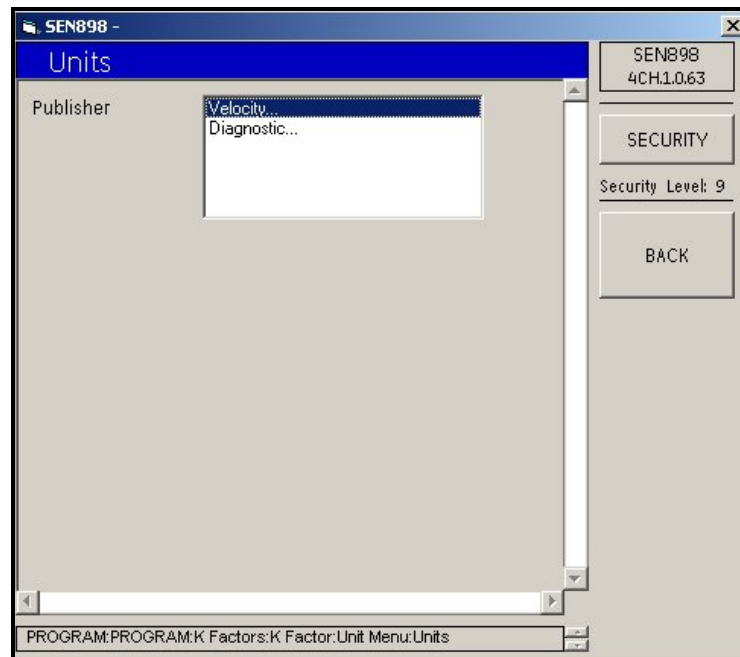 SEN898 -
Units
Publisher
Velocity...
Diagnostic...
SEN898
4CH.1.0.63
SECURITY
Security Level: 9
BACK
PROGRAM:PROGRAM:K Factors:K Factor:Unit Menu:Units